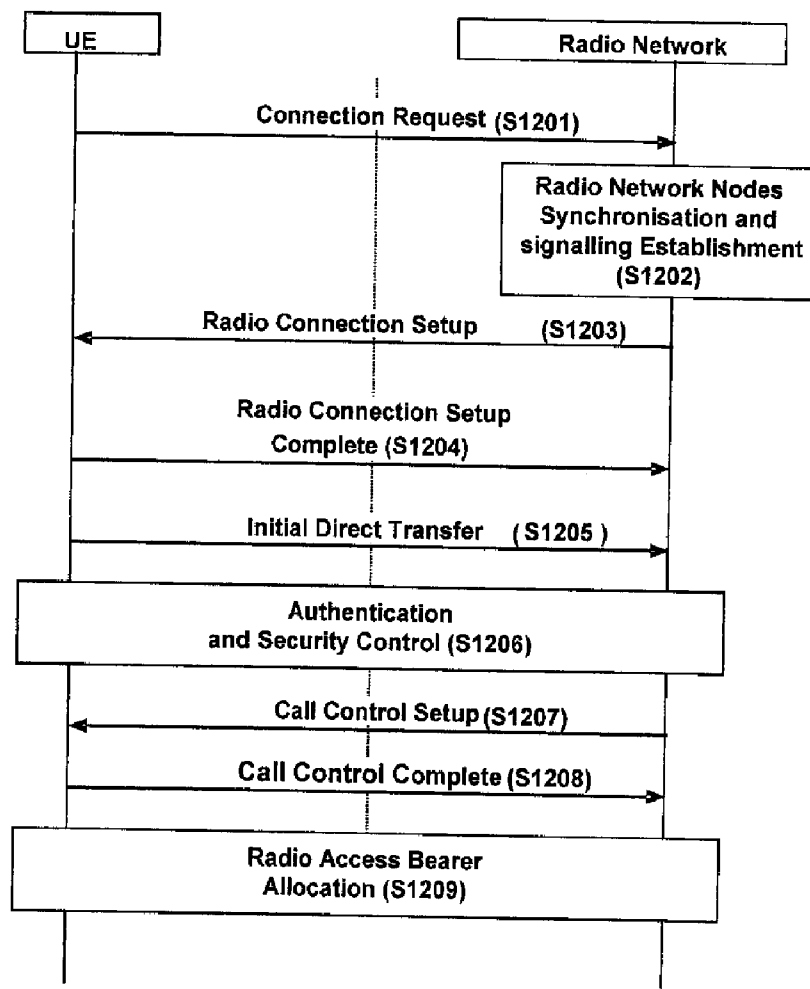 UE
Radio Network
Connection Request (S1201)
Radio Network Nodes
Synchronisation and
signalling Establishment
(S1202)
Radio Connection Setup (S1203)
Radio Connection Setup
Complete (S1204)
Initial Direct Transfer (S1205 )
Authentication
and Security Control (S1206)
Call Control Setup (S1207)
Call Control Complete (S1208)
Radio Access Bearer
Allocation (S1209)